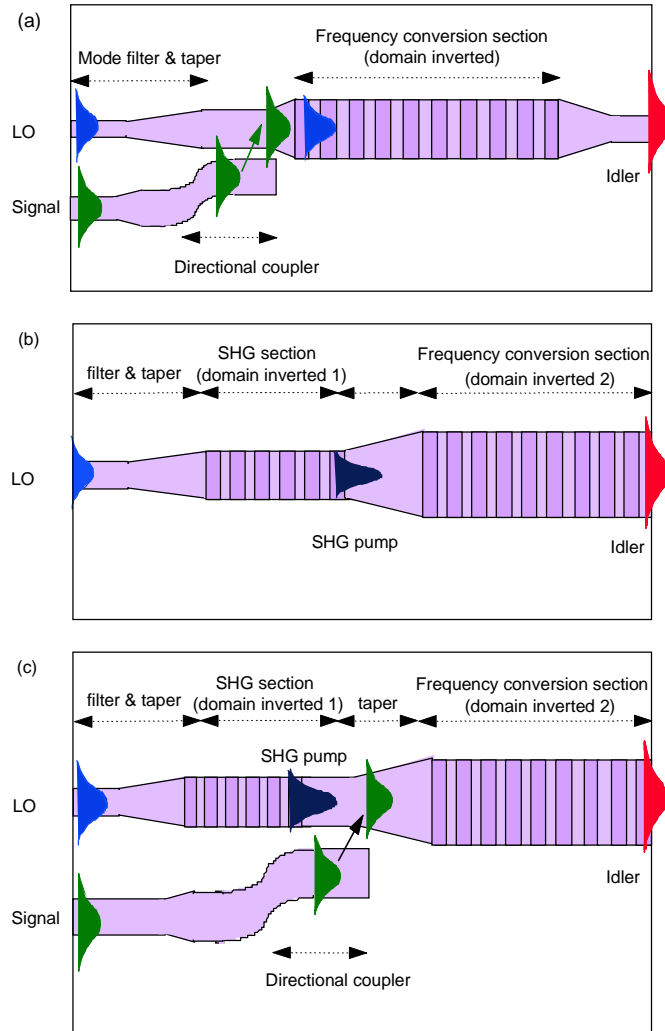 (a)
Frequency conversion section
(domain inverted)
Mode filter & taper
LO
Idler
Signal
Directional coupler
(b)
SHG section
(domain inverted 1)
Frequency conversion section
(domain inverted 2)
filter & taper
LO
SHG pump
Idler
(c)
SHG section
(domain inverted 1)
Frequency conversion section
(domain inverted 2)
filter & taper
taper
SHG pump
LO
Idler
Signal
Directional coupler